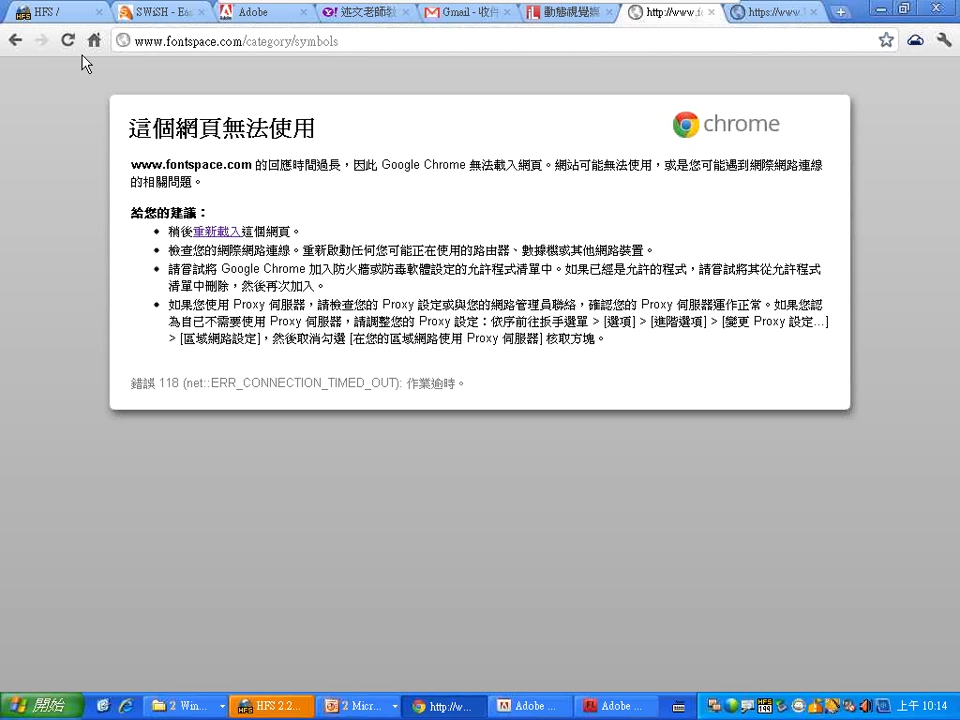 HFS /
SWiSH - Eas
Adobe
Gmail - 收件
動態視覺
http://www.fo
https://www.
www.fontspace.com/category/symbols
這個網頁無法使用
chrome
www.fontspace.com 的回應時間過長，因此 Google Chrome 無法載入網頁。網站可能無法使用，或是您可能遇到網際網路連線
的相關問題。
給您的建議：
稍後重新載入這個網頁。
檢查您的網際網路連線。重新啟動任何您可能正在使用的路由器、數據機或其他網路裝置。
請嘗試將 Google Chrome 加入防火牆或防毒軟體設定的允許程式清單中。如果已經是允許的程式，請嘗試將其從允許程式
清單中刪除，然後再次加入。
如果您使用 Proxy 伺服器，請檢查您的 Proxy 設定或與您的網路管理員聯絡，確認您的 Proxy 伺服器運作正常。如果您認
為自己不需要使用 Proxy 伺服器，請調整您的 Proxy 設定：依序前往扳手選單 > [選項] > [進階選項] > [變更 Proxy 設定...]
> [區域網路設定]，然後取消勾選 [在您的區域網路使用 Proxy 伺服器] 核取方塊。
錯誤 118 (net::ERR_CONNECTION_TIMED_OUT): 作業逾時。
開始
2 Win...
HFS 2.2...
2 Micr...
http://w...
Adobe ...
Adobe ...
上午 10:14